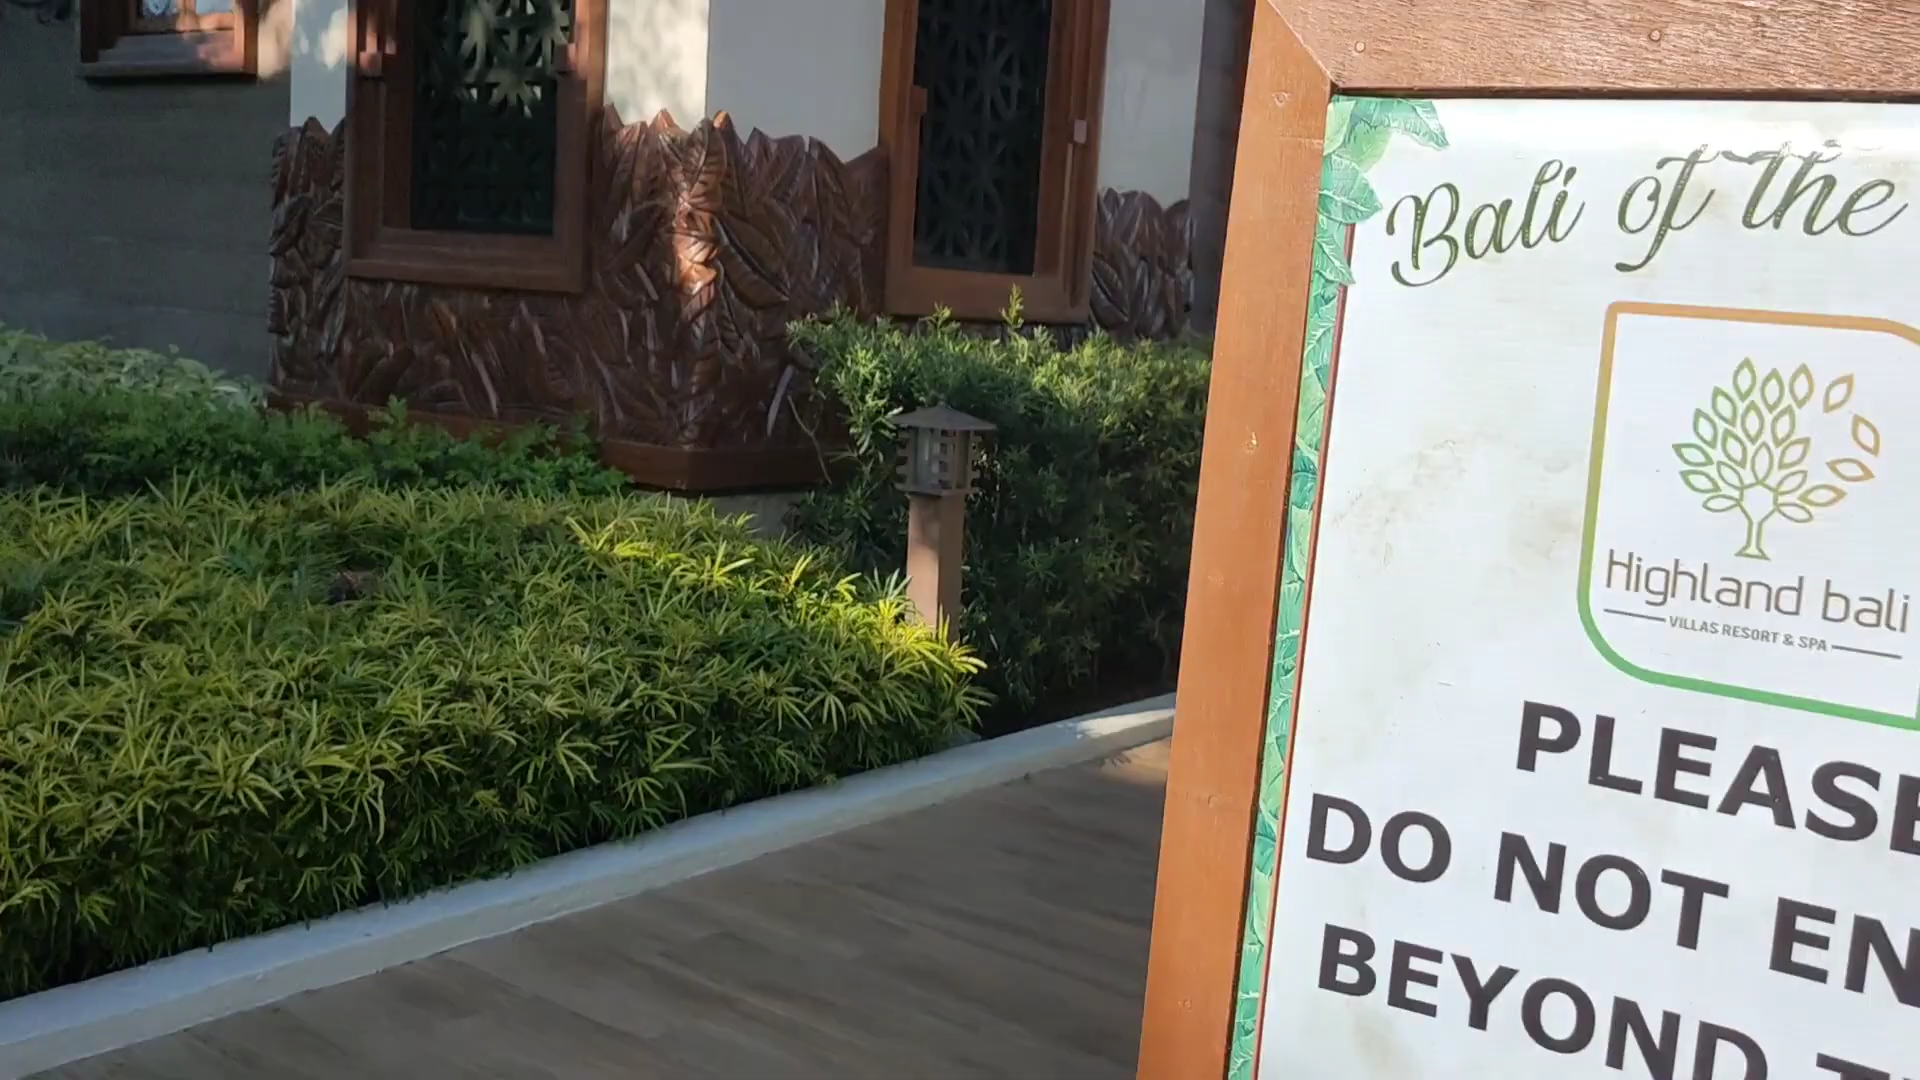 Bali of the
Highland bali
VILLAS RESORT & SPA
PLEASE
DO NOT EN
BEYOND T